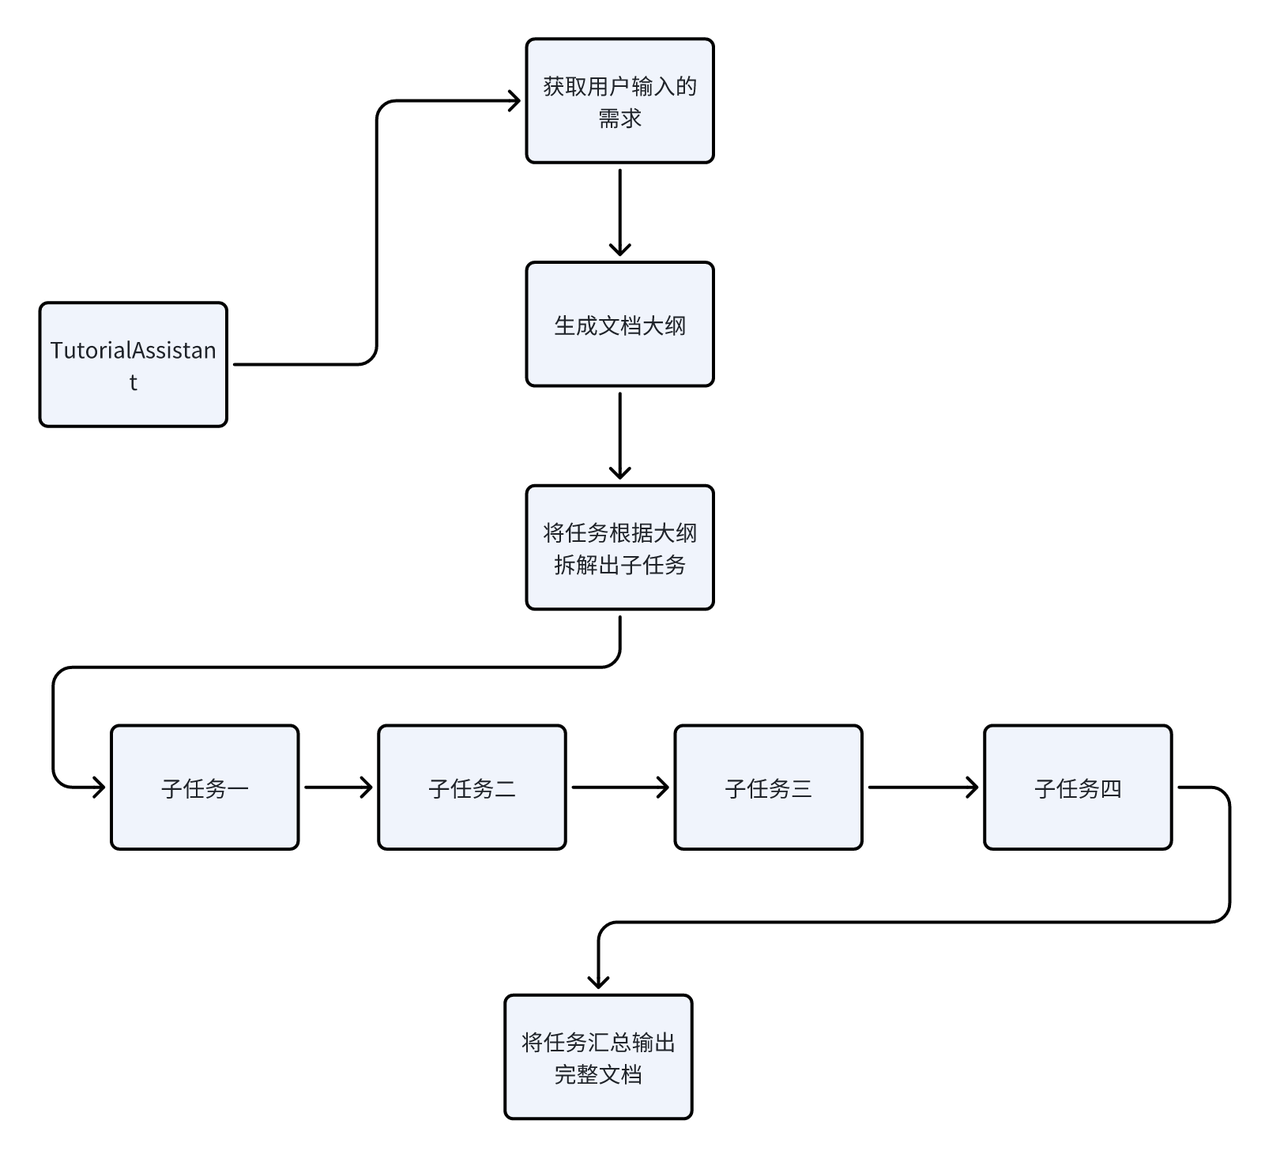 获取用户输入的
需求
生成文档大纲
TutorialAssistan
t
将任务根据大纲
拆解出子任务
子任务一
子任务二
子任务三
子任务四
将任务汇总输出
完整文档